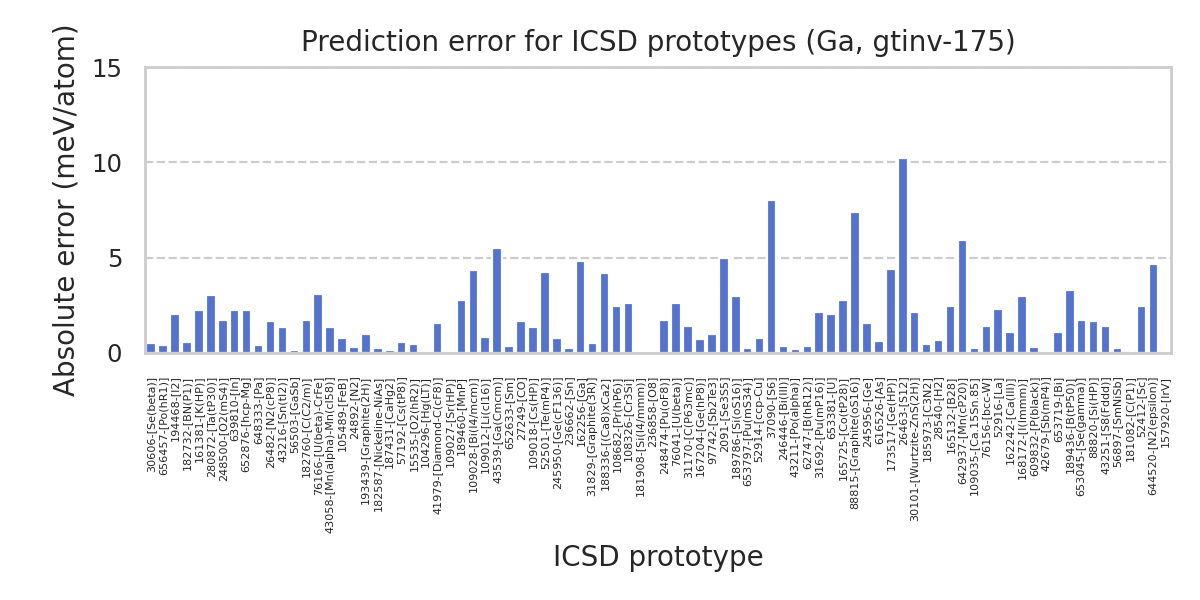 Prediction error for ICSD prototypes (Ga, gtinv-175)
Absolute error (meV/atom)
15
10
5
0
30606-[Se(beta)]
656457-[Po(hR1)]
194468-[I2]
182732-[BN(P1)]
161381-[K(HP)]
280872-[P(tP30)]
248500-[O2(mS4)]
639810-[In]
652876-[hcp-Mg]
648333-[Pa]
26482-[N2(cP8)]
43216-[Sn(tI2)]
635603-[GaSb]
182760-[C(C2/m)]
76166-[U(beta)-CrFe]
43058-[Mn(alpha)-Mn(cI58)]
105489-[FeB]
24892-[N2]
193439-[Graphite(2H)]
182587-[Nickeline-NiAs]
187431-[CaHg2]
57192-[Cs(tP8)]
15535-[O2(hR2)]
104296-[Hg(LT)]
41979-[Diamond-C(cF8)]
109027-[Sr(HP)]
189460-[MnP]
109028-[Bi(I4/mcm)]
109012-[Li(cI16)]
43539-[Ga(Cmcm)]
652633-[Sm]
27249-[CO]
109018-[Cs(HP)]
52501-[Te(mP4)]
245950-[Ge(cF136)]
236662-[Sn]
162256-[Ga]
31829-[Graphite(3R)]
188336-[(Ca8)xCa2]
108682-[Pr(hP6)]
108326-[Cr3Si]
181908-[Si(I4/mmm)]
236858-[O8]
248474-[Pu(oF8)]
76041-[U(beta)]
31170-[C(P63mc)]
167204-[Ge(hP8)]
97742-[Sb2Te3]
2091-[Se3S5]
189786-[Si(oS16)]
653797-[Pu(mS34)]
52914-[ccp-Cu]
37090-[S6]
246446-[Bi(III)]
43211-[Po(alpha)]
62747-[B(hR12)]
31692-[Pu(mP16)]
653381-[U]
165725-[Co(tP28)]
88815-[Graphite(oS16)]
245956-[Ge]
616526-[As]
173517-[Ge(HP)]
26463-[S12]
30101-[Wurtzite-ZnS(2H)]
185973-[C3N2]
28540-[H2]
165132-[B28]
642937-[Mn(cP20)]
109035-[Ca.15Sn.85]
76156-[bcc-W]
52916-[La]
162242-[Ca(III)]
168172-[I(Immm)]
609832-[P(black)]
42679-[Sb(mP4)]
653719-[Bi]
189436-[B(tP50)]
653045-[Se(gamma)]
88820-[Si(HP)]
43251-[S8(Fddd)]
56897-[SmNiSb]
181082-[C(P1)]
52412-[Sc]
644520-[N2(epsilon)]
157920-[IrV]
ICSD prototype